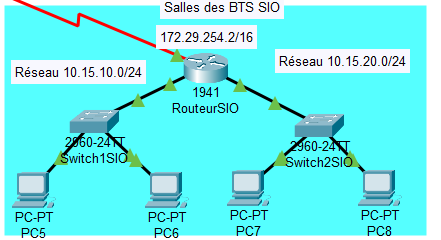 Salles des BTS SIO
172.29.254.2/16
Réseau 10.15.20.0/24
Réseau 10.15.10.0/24
1941
RouteurSIO
2960-24TT
Switch1SIO
2960-24TT
Switch2SIO
PC-PT
PC5
PC-PT
PC6
PC-PT
PC7
PC-PT
PC8